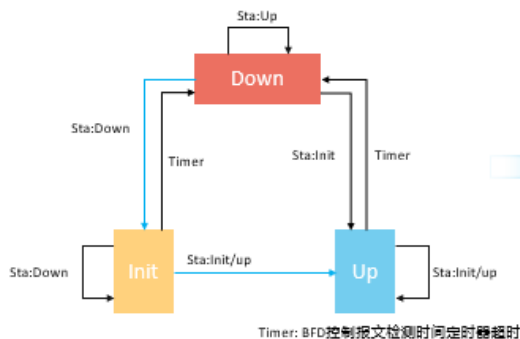 Sta:Up
Down
Sta:Down
Timer
Sta:Init
Timer
Sta:Down
Init
Sta:Init/up
Up
Sta:Init/up
Timer: BFD控制报文检测时间定时器超时